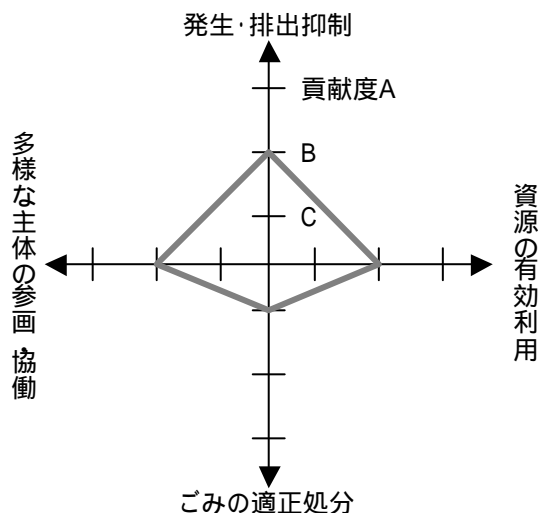 発生・排出抑制
貢献度A
B
C
多様な主体の参画・協働
資源の有効利用
ごみの適正処分